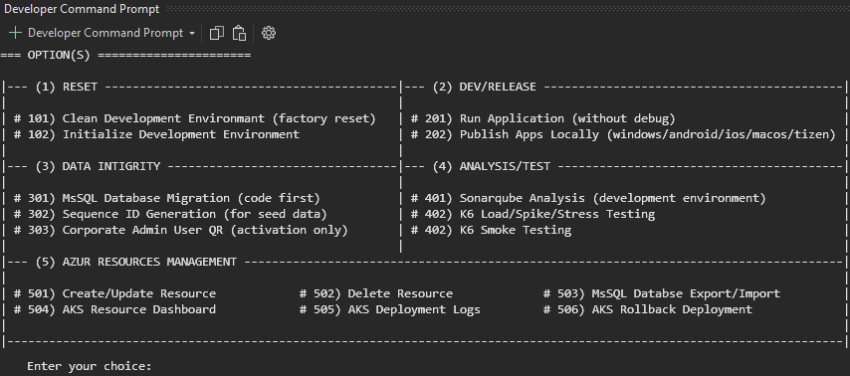 Developer Command Prompt
Developer Command Prompt
=== OPTION(S) ======================
|--- (1) RESET --------------------------------------|--- (2) DEV/RELEASE -----------------------------------|
# 101) Clean Development Environmant (factory reset) | # 201) Run Application (without debug)
# 102) Initialize Development Environment | # 202) Publish Apps Locally (windows/android/ios/macos/tizen)
|--- (3) DATA INTIGRITY -----------------------------|--- (4) ANALYSIS/TEST ---------------------------------|
# 301) MsSQL Database Migration (code first) | # 401) Sonarqube Analysis (development environment)
# 302) Sequence ID Generation (for seed data) | # 402) K6 Load/Spike/Stress Testing
# 303) Corporate Admin User QR (activation only) | # 402) K6 Smoke Testing
|--- (5) AZUR RESOURCES MANAGEMENT ------------------------------------------------------------------------|
# 501) Create/Update Resource # 502) Delete Resource # 503) MsSQL Databse Export/Import
# 504) AKS Resource Dashboard # 505) AKS Deployment Logs # 506) AKS Rollback Deployment
Enter your choice: